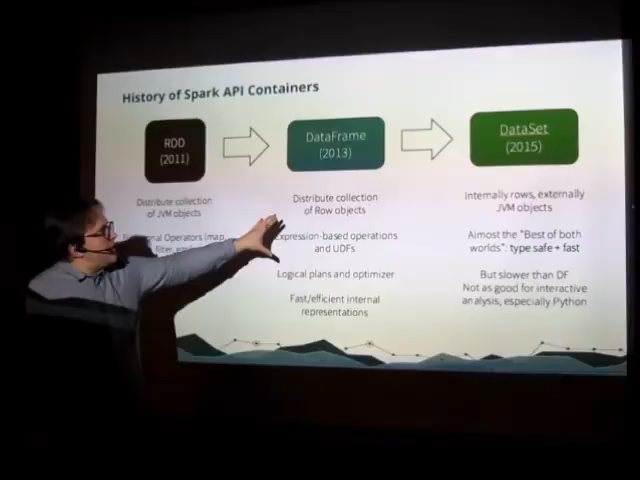 History of Spark API Containers
RDD
(2011)
Distribute collection
of JVM objects
Operators (map,
DataFrame
(2013)
Distribute collection
of Row objects
Expression-based operations
and UDFs
Logical plans and optimizer
Fast/efficient internal
representations
DataSet
(2015)
Internally rows, externally
JVM objects
Almost the "Best of both
worlds": type safe + fast
But slower than DF
Not as good for interactive
analysis, especially Python